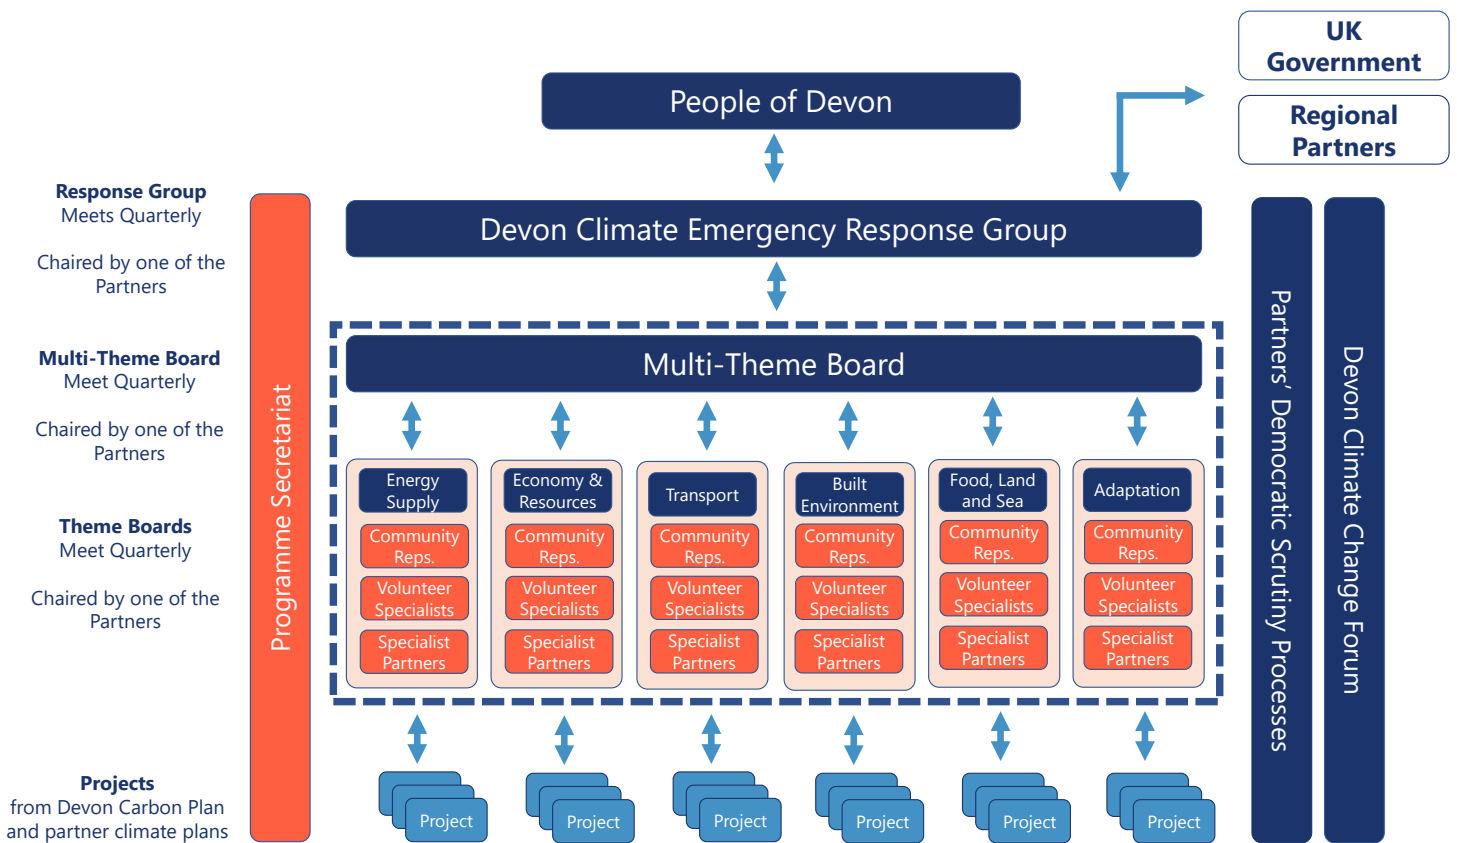 UK
Government
People of Devon
Regional
Partners
Response Group
Meets Quarterly
Chaired by one of the
Partners
Devon Climate Emergency Response Group
Multi-Theme Board
Meet Quarterly
Chaired by one of the
Partners
Multi-Theme Board
Theme Boards
Meet Quarterly
Chaired by one of the
Partners
Programme Secretariat
Energy
Supply
Community
Reps.
Volunteer
Specialists
Specialist
Partners
Economy &
Resources
Community
Reps.
Volunteer
Specialists
Specialist
Partners
Transport
Community
Reps.
Volunteer
Specialists
Specialist
Partners
Built
Environment
Community
Reps.
Volunteer
Specialists
Specialist
Partners
Food, Land
and Sea
Community
Reps.
Volunteer
Specialists
Specialist
Partners
Adaptation
Community
Reps.
Volunteer
Specialists
Specialist
Partners
Partners’ Democratic Scrutiny Processes
Devon Climate Change Forum
Projects
from Devon Carbon Plan
and partner climate plans
Project
Project
Project
Project
Project
Project